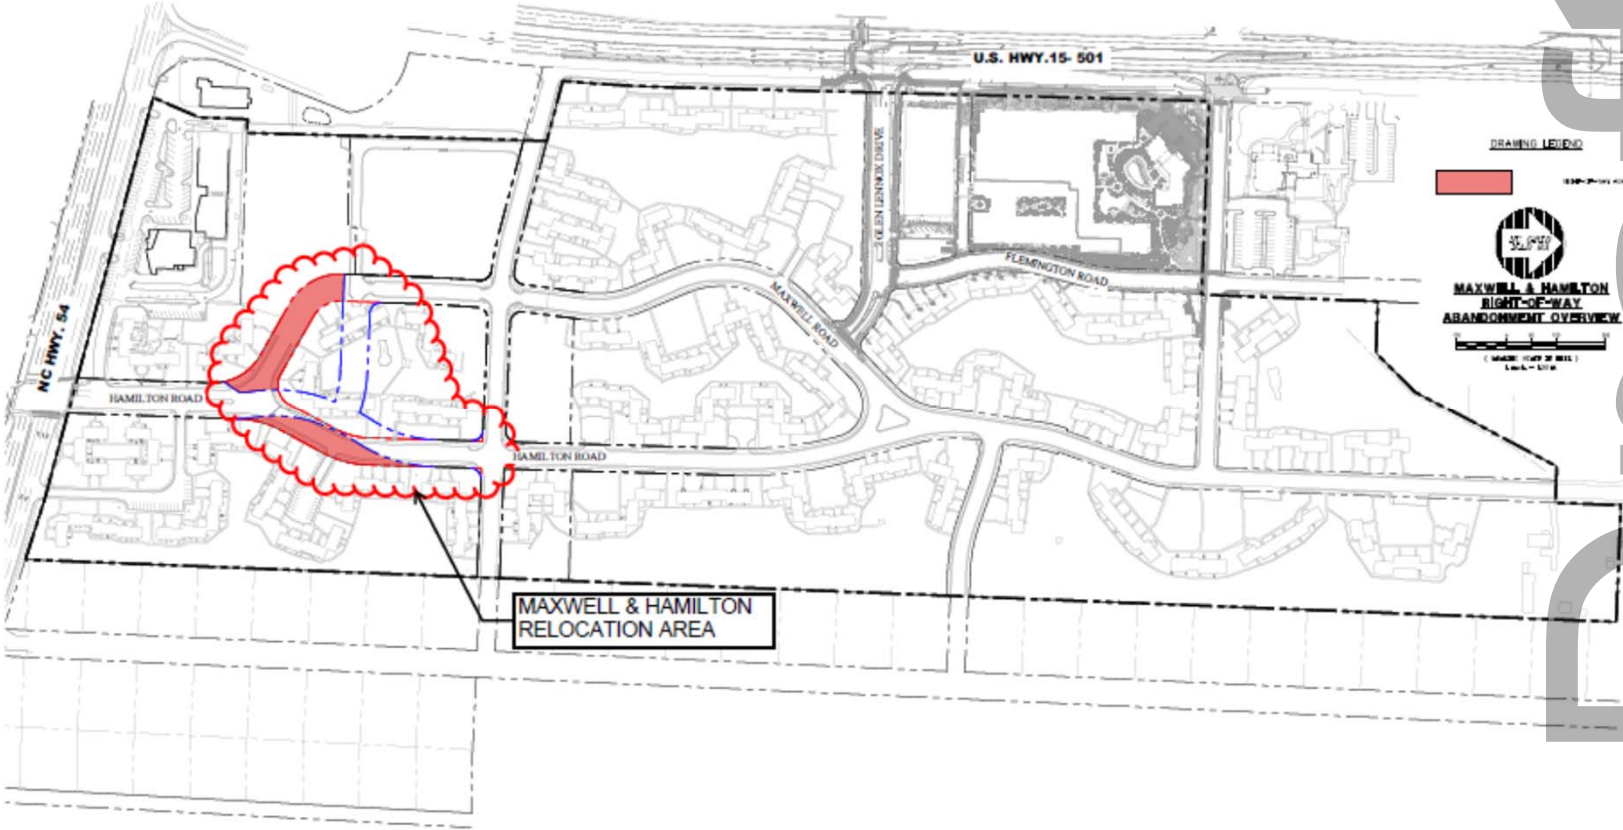 U.S. HWY.15- 501
GLEN LENNOX DRIVE
DRAWING LEGEND
FLEMINGTON ROAD
MAXWELL ROAD
MAXWELL & HAMILTON
RIGHT-OF-WAY
ABANDONMENT OVERVIEW
NC HWY. 54
HAMILTON ROAD
HAMILTON ROAD
MAXWELL & HAMILTON
RELOCATION AREA